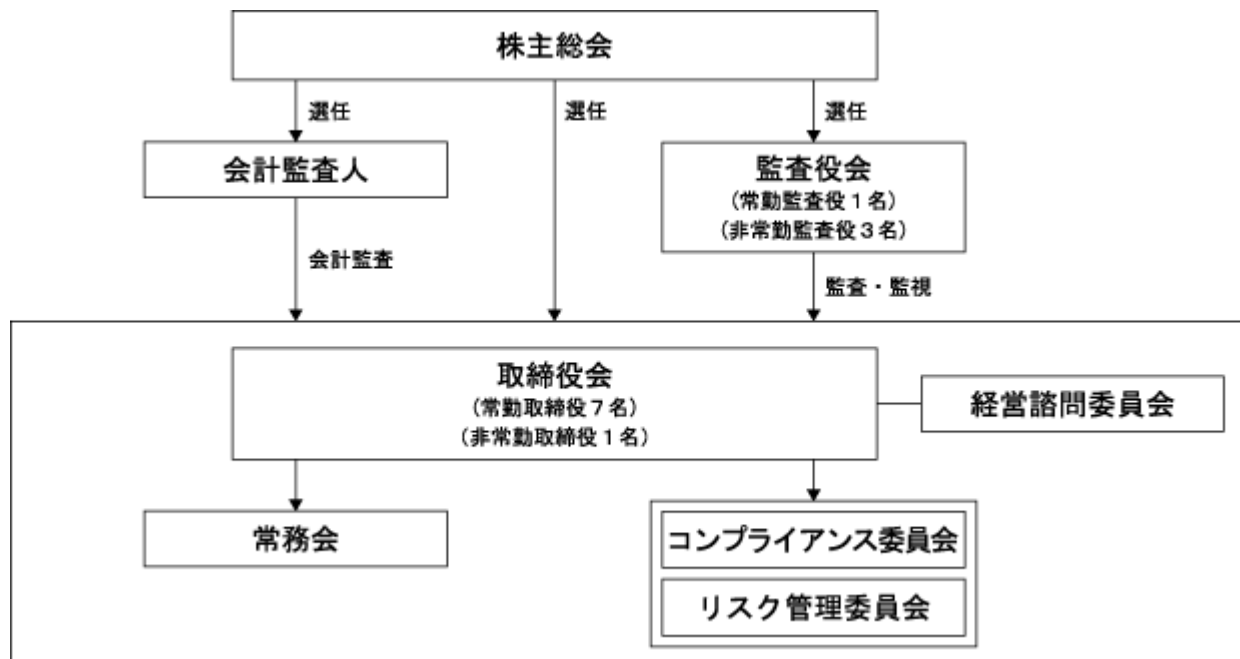 株主総会
選任
選任
選任
会計監査人
監査役会
(常勤監査役1名)
(非常勤監査役3名)
会計監査
監査・監視
取締役会
(常勤取締役7名)
(非常勤取締役1名)
経営諮問委員会
常務会
コンプライアンス委員会
リスク管理委員会